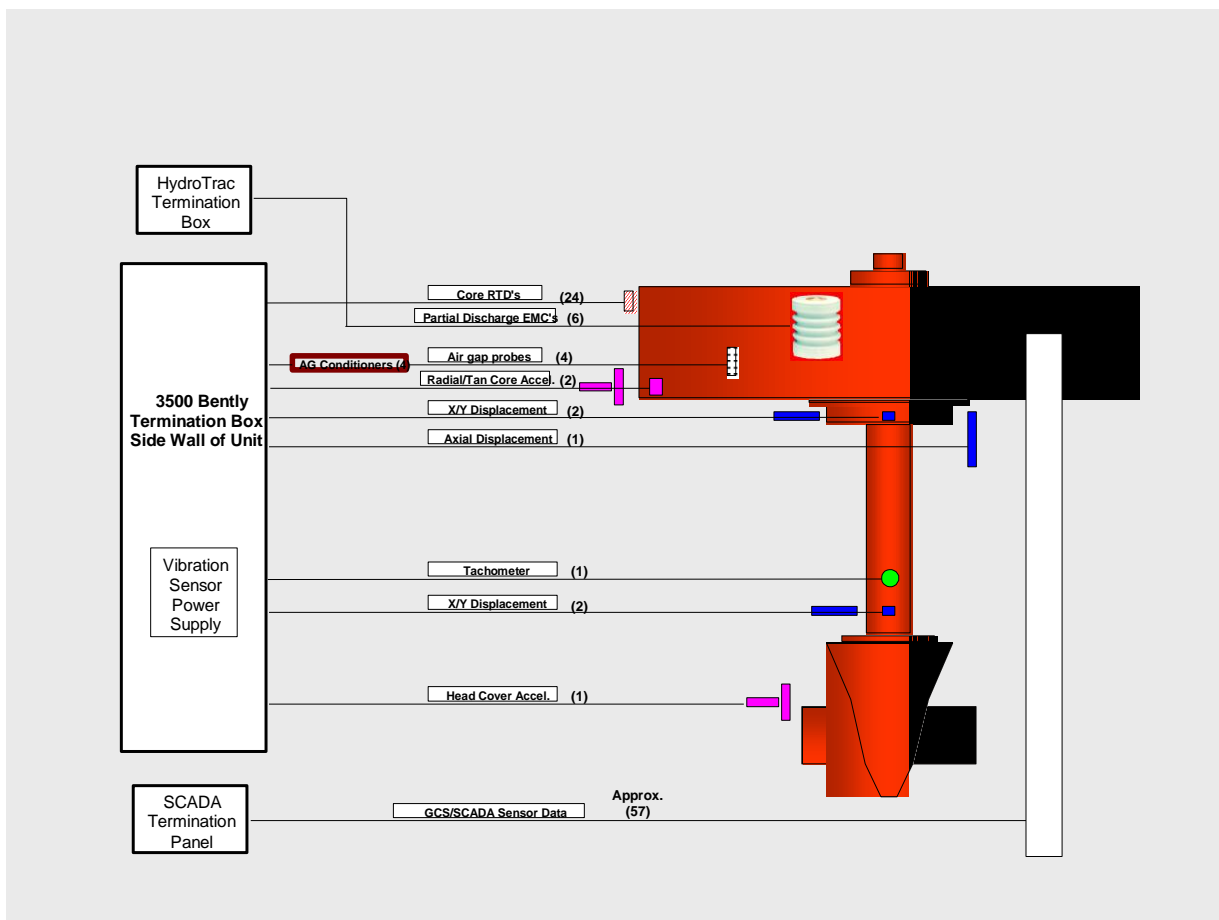 HydroTrac
Termination
Box
Core RTD's (24)
Partial Discharge EMC's (6)
AG Conditioners (4) Air gap probes (4)
Radial/Tan Core Accel. (2)
3500 Bently
Termination Box
Side Wall of Unit
X/Y Displacement (2)
Axial Displacement (1)
Vibration
Sensor
Power
Supply
Tachometer (1)
X/Y Displacement (2)
Head Cover Accel. (1)
SCADA
Termination
Panel
GCS/SCADA Sensor Data
Approx.
(57)